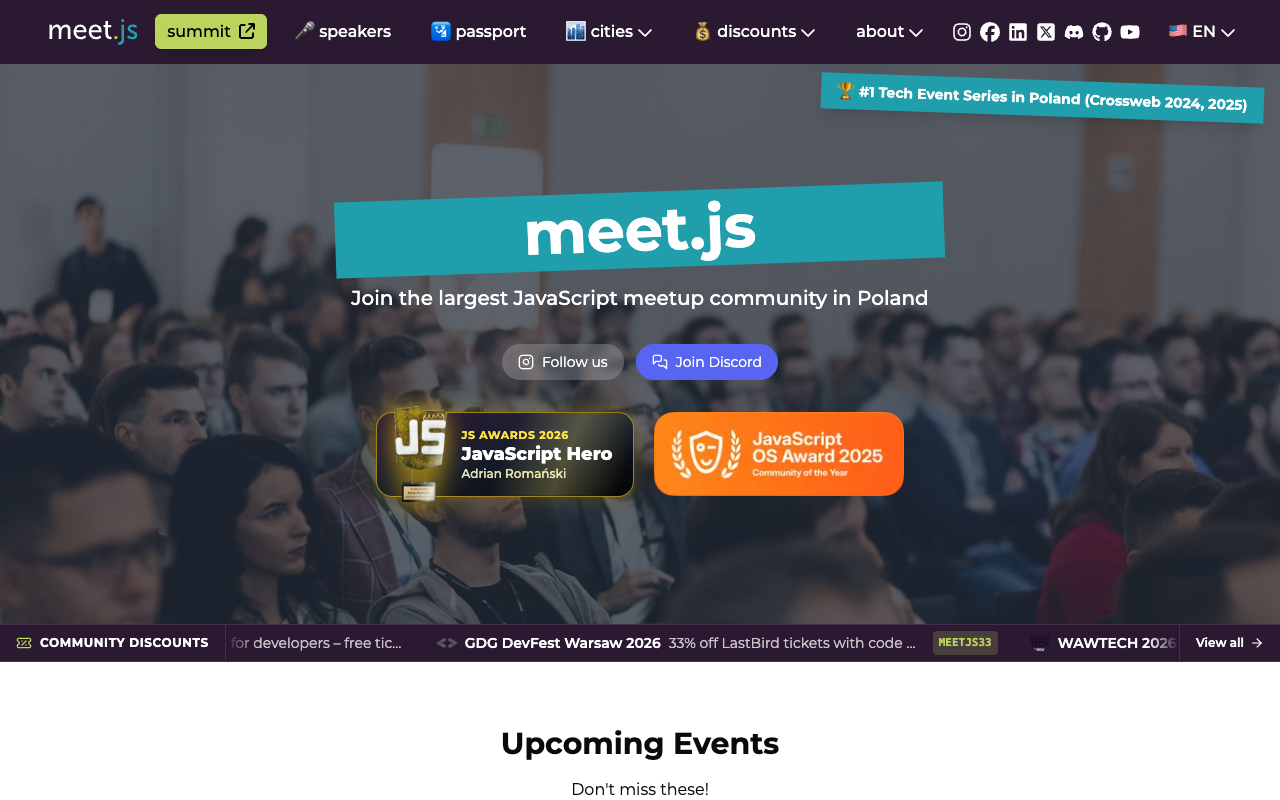 meet.js
summit
speakers
passport
cities
discounts
about
EN
#1 Tech Event Series in Poland (Crossweb 2024, 2025)
meet.js
Join the largest JavaScript meetup community in Poland
Follow us
Join Discord
JS
JS AWARDS 2026
JavaScript Hero
Adrian Romański
JavaScript
OS Award 2025
Community of the Year
COMMUNITY DISCOUNTS
for developers – free tic...
GDG DevFest Warsaw 2026 33% off LastBird tickets with code ... MEETJS33
WAWTECH 2026
View all
Upcoming Events
Don't miss these!